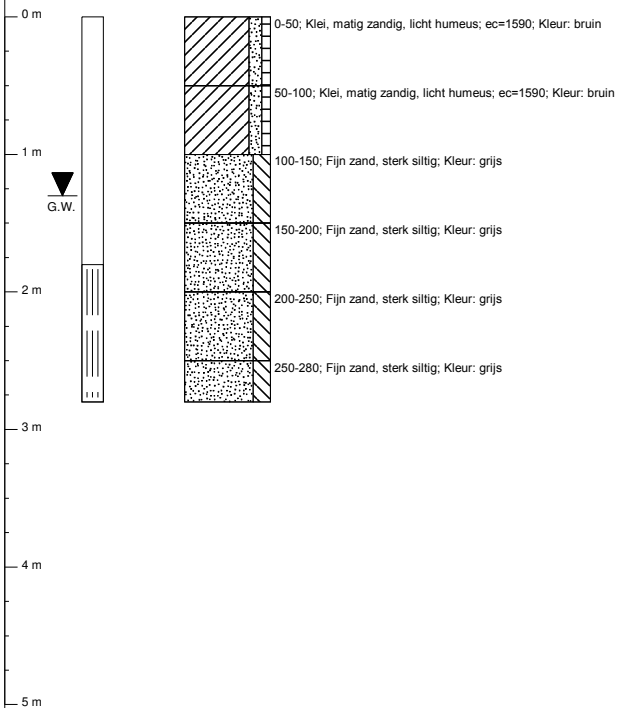 0 m
0-50; Klei, matig zandig, licht humeus; ec=1590; Kleur: bruin
50-100; Klei, matig zandig, licht humeus; ec=1590; Kleur: bruin
1 m
100-150; Fijn zand, sterk siltig; Kleur: grijs
G.W.
150-200; Fijn zand, sterk siltig; Kleur: grijs
2 m
200-250; Fijn zand, sterk siltig; Kleur: grijs
250-280; Fijn zand, sterk siltig; Kleur: grijs
3 m
4 m
5 m